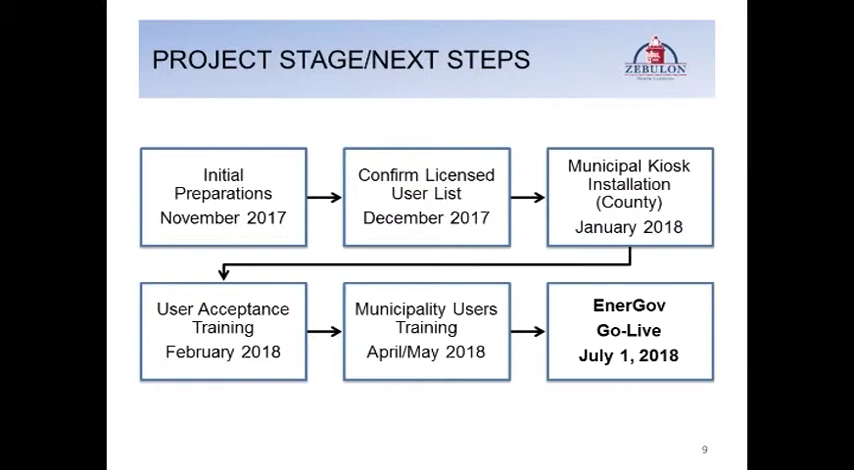 PROJECT STAGE/NEXT STEPS
ZEBULON
NORTH CAROLINA
Initial
Preparations
November 2017
Confirm Licensed
User List
December 2017
Municipal Kiosk
Installation
(County)
January 2018
User Acceptance
Training
February 2018
Municipality Users
Training
April/May 2018
EnerGov
Go-Live
July 1, 2018
9